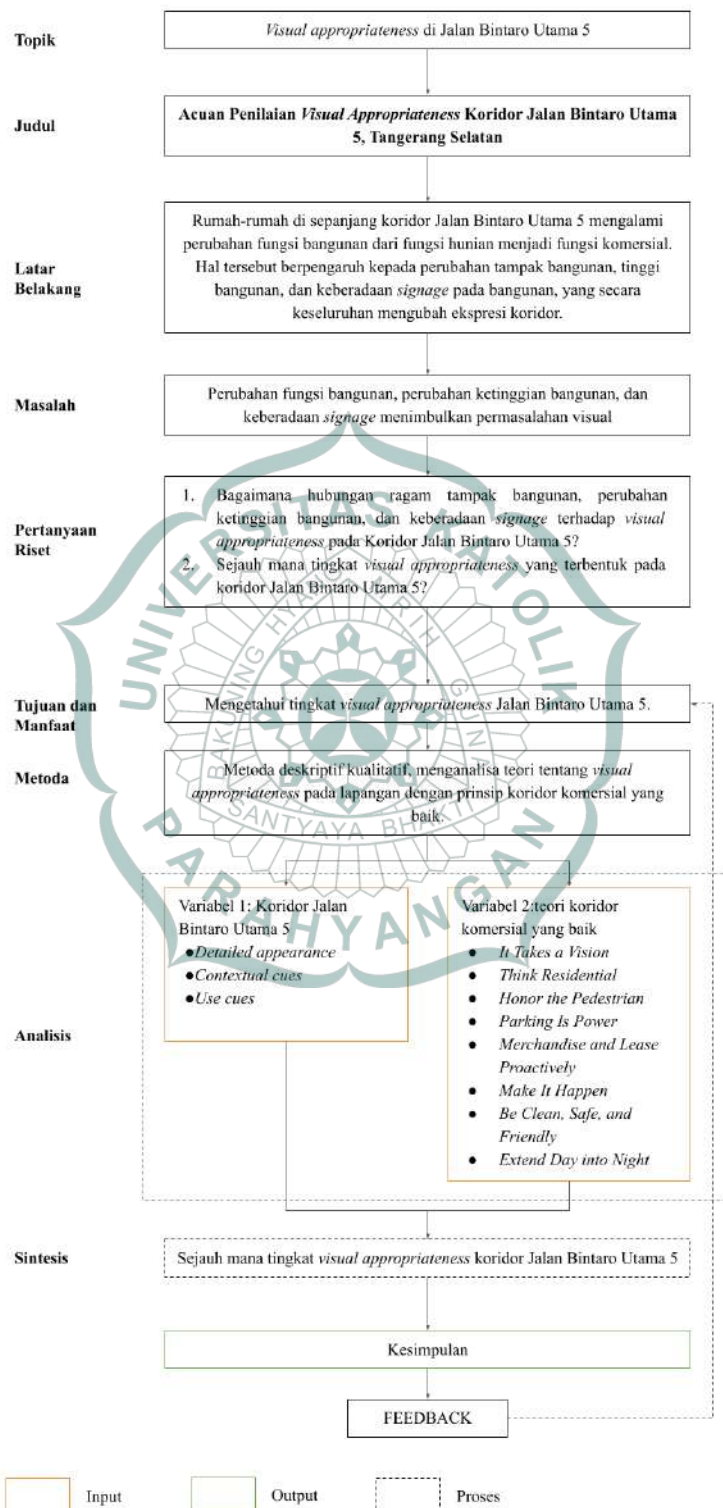 Topik
Visual appropriateness di Jalan Bintaro Utama 5
Judul
Acuan Penilaian Visual Appropriateness Koridor Jalan Bintaro Utama
5, Tangerang Selatan
Latar
Belakang
Rumah-rumah di sepanjang koridor Jalan Bintaro Utama 5 mengalami
perubahan fungsi bangunan dari fungsi hunian menjadi fungsi komersial.
Hal tersebut berpengaruh kepada perubahan tampak bangunan, tinggi
bangunan, dan keberadaan signage pada bangunan, yang secara
keseluruhan mengubah ekspresi koridor.
Masalah
Perubahan fungsi bangunan, perubahan ketinggian bangunan, dan
keberadaan signage menimbulkan permasalahan visual
Pertanyaan
Riset
1. Bagaimana hubungan ragam tampak bangunan, perubahan
ketinggian bangunan, dan keberadaan signage terhadap visual
appropriateness pada Koridor Jalan Bintaro Utama 5?
2. Sejauh mana tingkat visual appropriateness yang terbentuk pada
koridor Jalan Bintaro Utama 5?
Tujuan dan
Manfaat
Mengetahui tingkat visual appropriateness Jalan Bintaro Utama 5.
Metoda
Metoda deskriptif kualitatif, menganalisa teori tentang visual
appropriateness pada lapangan dengan prinsip koridor komersial yang
baik.
Analisis
Variabel 1: Koridor Jalan
Bintaro Utama 5
●Detailed appearance
●Contextual cues
●Use cues
Variabel 2:teori koridor
komersial yang baik
● It Takes a Vision
● Think Residential
● Honor the Pedestrian
● Parking Is Power
● Merchandise and Lease
Proactively
● Make It Happen
● Be Clean, Safe, and
Friendly
● Extend Day into Night
Sintesis
Sejauh mana tingkat visual appropriateness koridor Jalan Bintaro Utama 5
Kesimpulan
FEEDBACK
Input
Output
Proses
UNIVERSITAS KATOLIK
PARAHYANGAN
BAKUNING HYANG MRIH GUNA
SANTYAYA BHAKTI